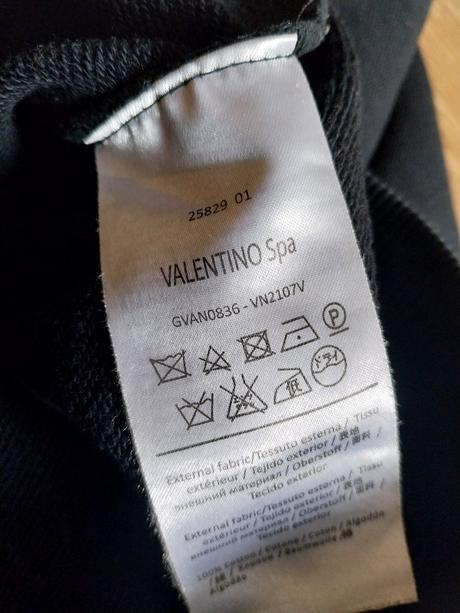 25829 01
VALENTINO Spa
GVAN0836 - VN2107V
P
低 ドライ
External fabric/Tessuto esterna / Tissu
extérieur / Tejido exterior / Oberstoff / 表地 / 面料 /
внешний материал / Tecido exterior
External fabric/Tessuto esterna / Tissu
extérieur / Tejido exterior / Oberstoff / 表地 / 面料 /
внешний материал / Tecido exterior
100% Cotton / Cotone / Coton / Algodón
/ 綿 / Хлопок / Baumwolle / 棉
Algodão